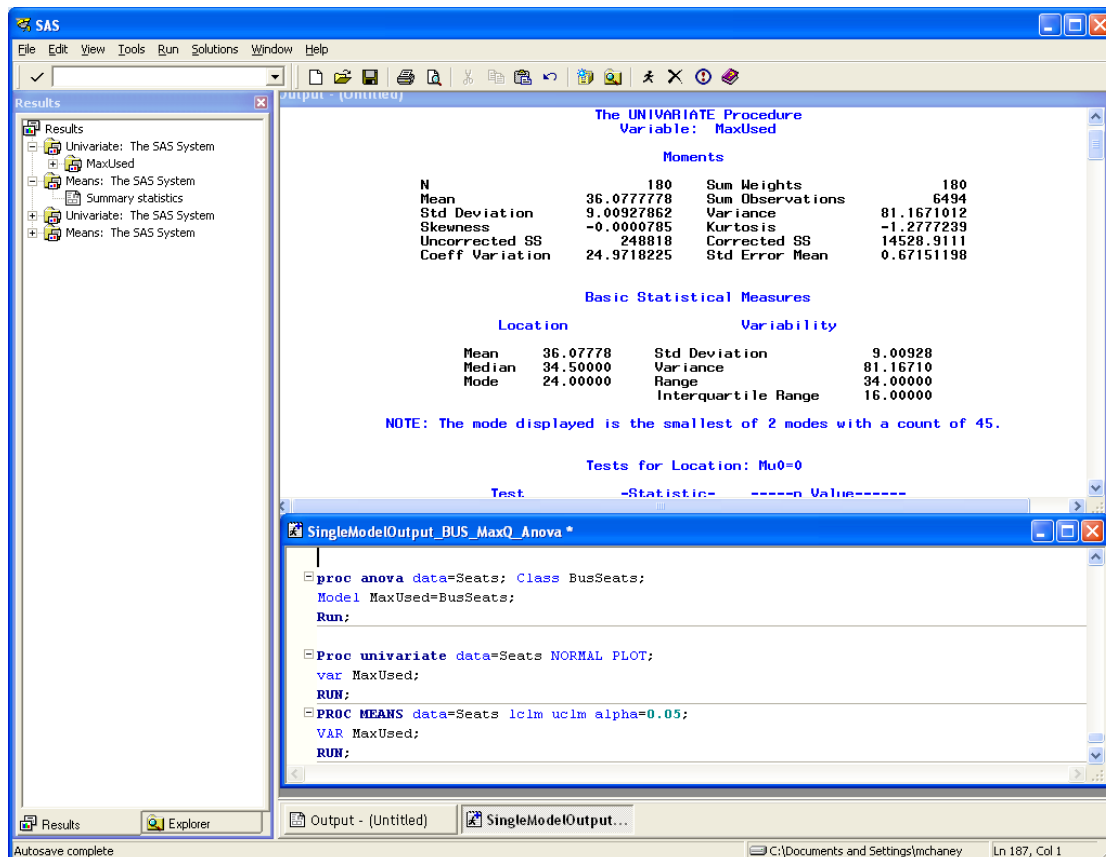 SAS
File Edit View Tools Run Solutions Window Help
Results
Results
Univariate: The SAS System
MaxUsed
Means: The SAS System
Summary statistics
Univariate: The SAS System
Means: The SAS System
Results
Explorer
Output - (Untitled)
The UNIVARIATE Procedure
Variable: MaxUsed
Moments
N 180 Sum Weights 180
Mean 36.0777778 Sum Observations 6494
Std Deviation 9.00927862 Variance 81.1671012
Skewness -0.0000785 Kurtosis -1.2777239
Uncorrected SS 248818 Corrected SS 14528.9111
Coeff Variation 24.9718225 Std Error Mean 0.67151198
Basic Statistical Measures
Location Variability
Mean 36.07778 Std Deviation 9.00928
Median 34.50000 Variance 81.16710
Mode 24.00000 Range 34.00000
Interquartile Range 16.00000
NOTE: The mode displayed is the smallest of 2 modes with a count of 45.
Tests for Location: Mu0=0
Test -Statistic- -----p Value------
SingleModelOutput_BUS_MaxQ_Anova *
proc anova data=Seats; Class BusSeats;
Model MaxUsed=BusSeats;
Run;
Proc univariate data=Seats NORMAL PLOT;
var MaxUsed;
RUN;
PROC MEANS data=Seats lclm uclm alpha=0.05;
VAR MaxUsed;
RUN;
Output - (Untitled)
SingleModelOutput...
Autosave complete
C:\Documents and Settings\mchaney
Ln 187, Col 1